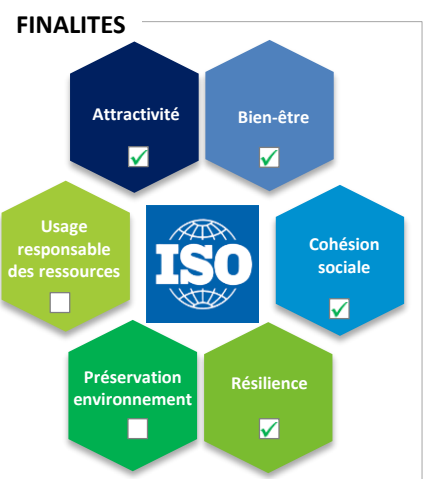 FINALITES
Attractivité
Bien-être
Usage
responsable
des ressources
ISO
Cohésion
sociale
Préservation
environnement
Résilience